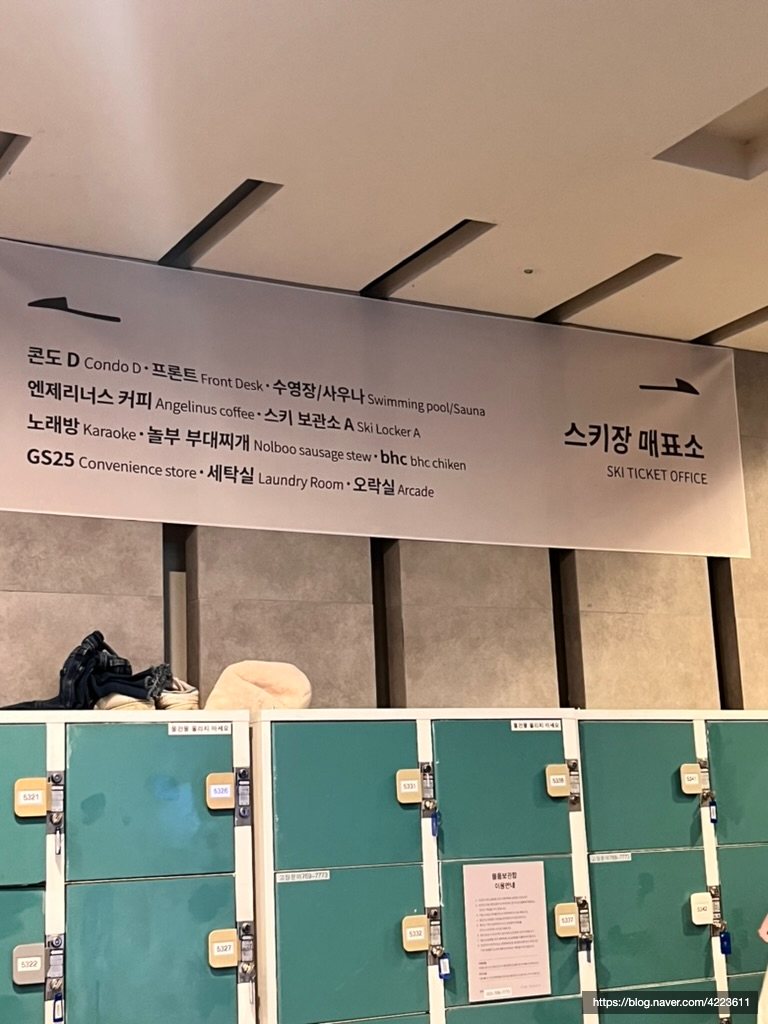 콘도 D Condo D · 프론트 Front Desk · 수영장/사우나 Swimming pool/Sauna
엔제리너스 커피 Angelinus coffee · 스키 보관소 A Ski Locker A
노래방 Karaoke · 놀부 부대찌개 Nolboo sausage stew · bhc bhc chiken
GS25 Convenience store · 세탁실 Laundry Room · 오락실 Arcade
스키장 매표소
SKI TICKET OFFICE
5321
5326
5331
5336
5341
5322
5327
5332
5337
5342
물품보관함
이용안내
https://blog.naver.com/4223611